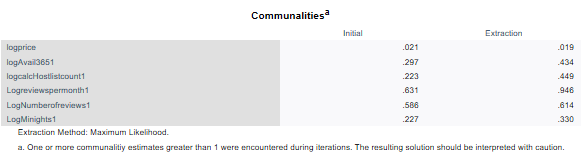 Communalitiesa
Initial Extraction
logprice .021 .019
logAvail3651 .297 .434
logcalcHostlistcount1 .223 .449
Logreviewspermonth1 .631 .946
LogNumberofreviews1 .586 .614
LogMinights1 .227 .330
Extraction Method: Maximum Likelihood.
a. One or more communalitiy estimates greater than 1 were encountered during iterations. The resulting solution should be interpreted with caution.